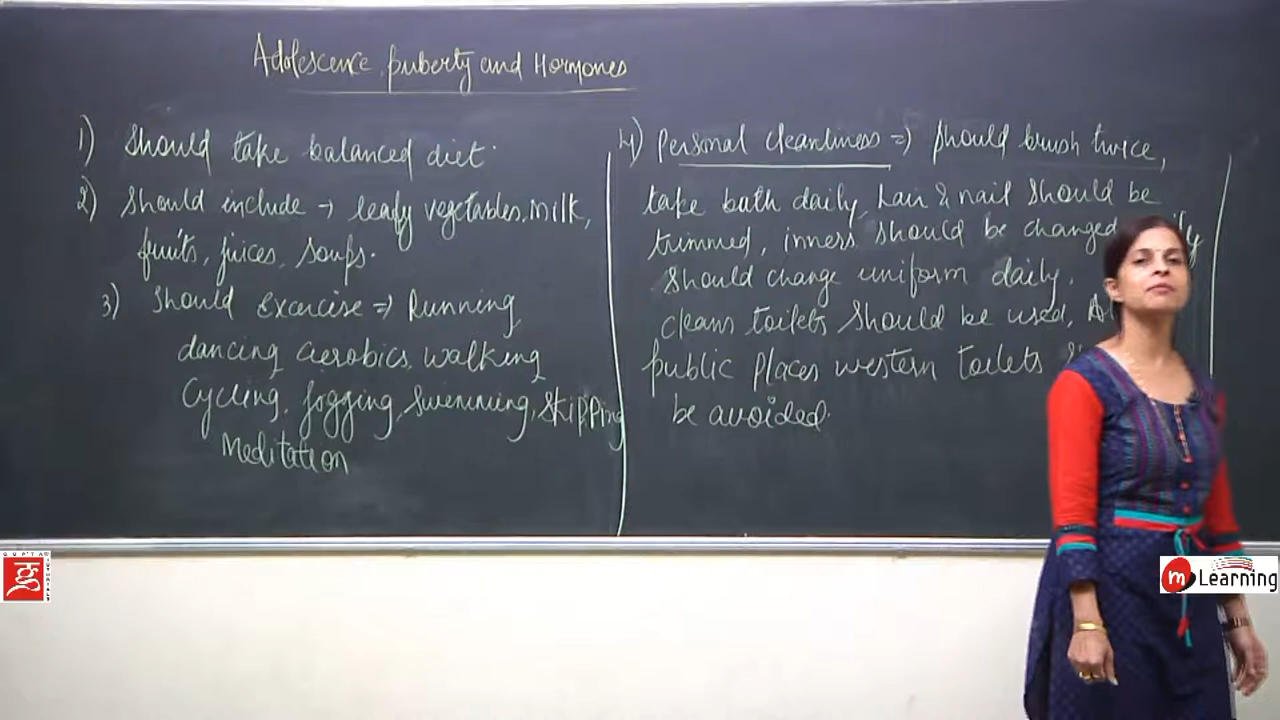 Adolescence, puberty and Hormones
1) Should take balanced diet.
2) Should include → leafy vegetables, milk,
fruits, juices, soups.
3) Should Exercise ⇒ Running,
dancing aerobics, walking
Cycling, Jogging, Swimming, Skipping
Meditation
4) Personal cleanliness ⇒ should brush twice,
take bath daily, hair & nail should be
trimmed, inners should be changed
should change uniform daily.
cleans toilets should be used,
public places western toilets
be avoided.
m Learning